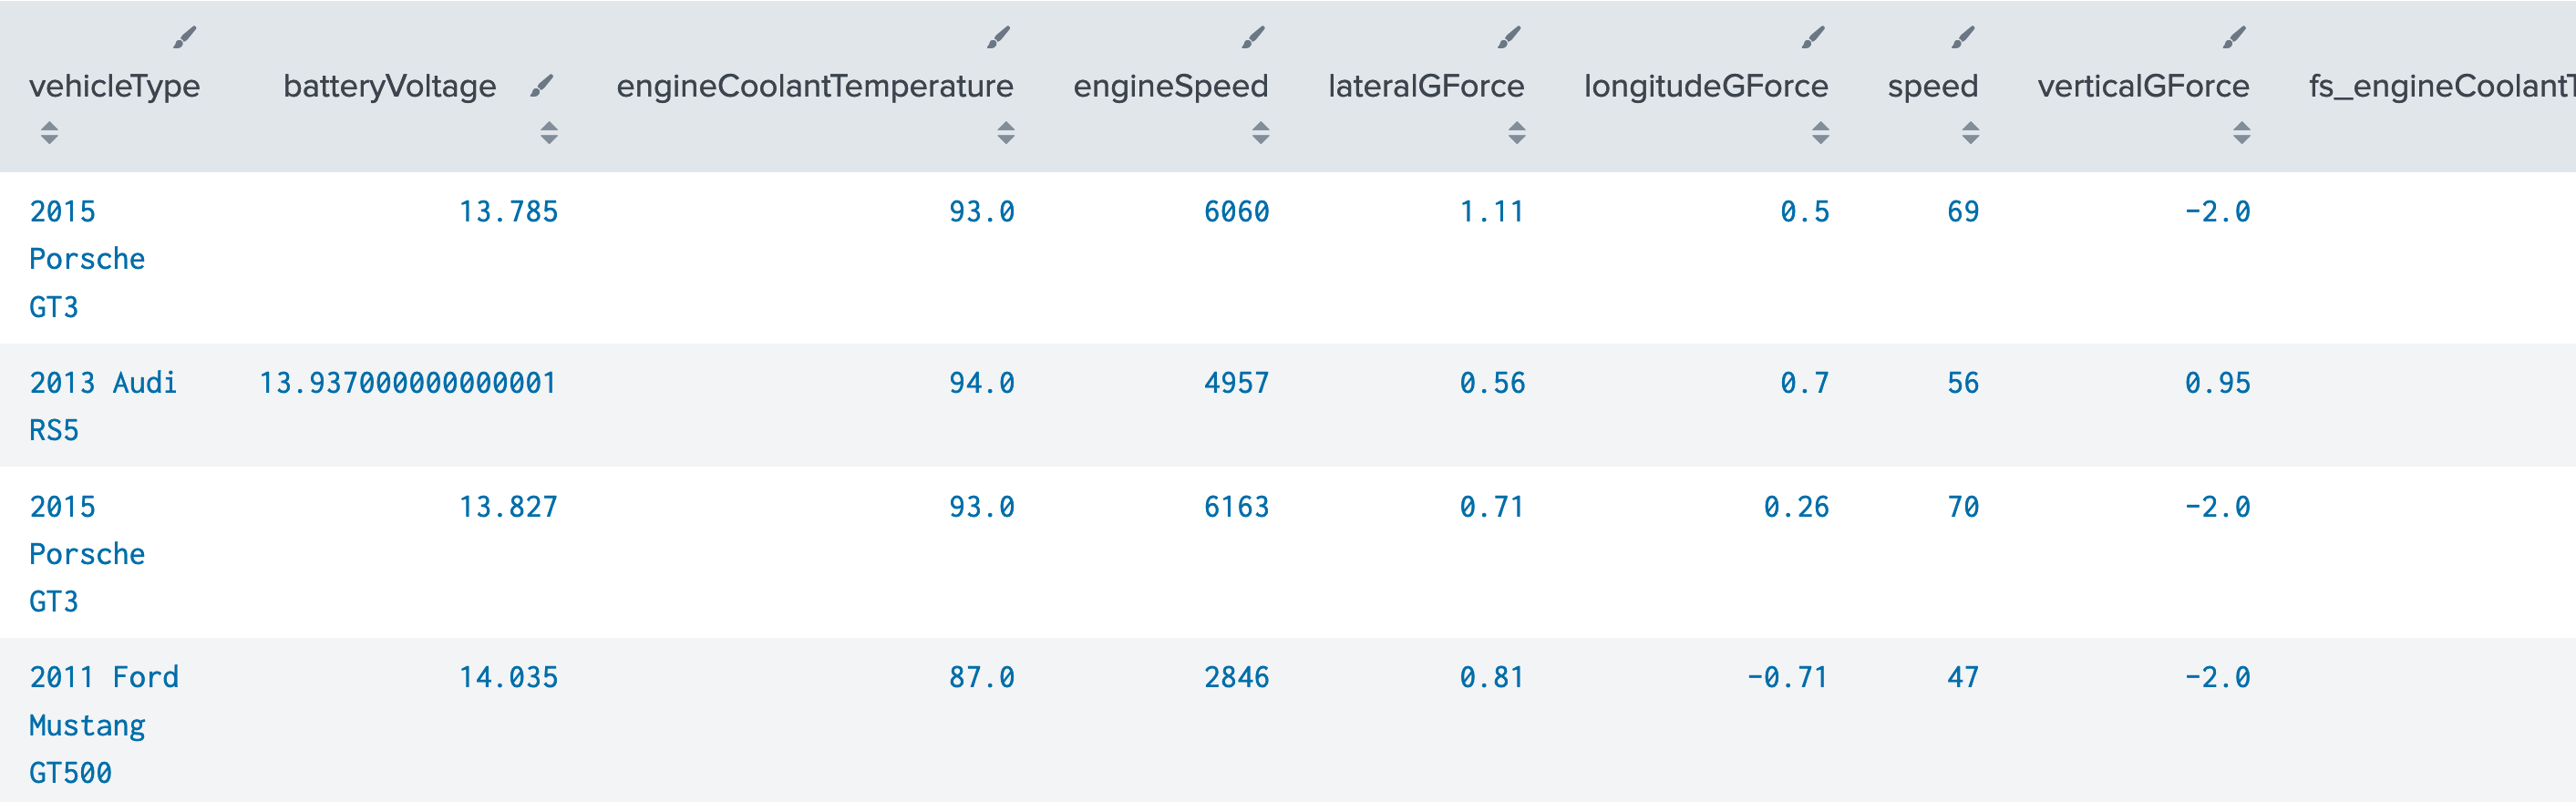 vehicleType batteryVoltage engineCoolantTemperature engineSpeed lateralGForce longitudeGForce speed verticalGForce fs_engineCoolantT
2015 13.785 93.0 6060 1.11 0.5 69 -2.0
Porsche
GT3
2013 Audi 13.937000000000001 94.0 4957 0.56 0.7 56 0.95
RS5
2015 13.827 93.0 6163 0.71 0.26 70 -2.0
Porsche
GT3
2011 Ford 14.035 87.0 2846 0.81 -0.71 47 -2.0
Mustang
GT500